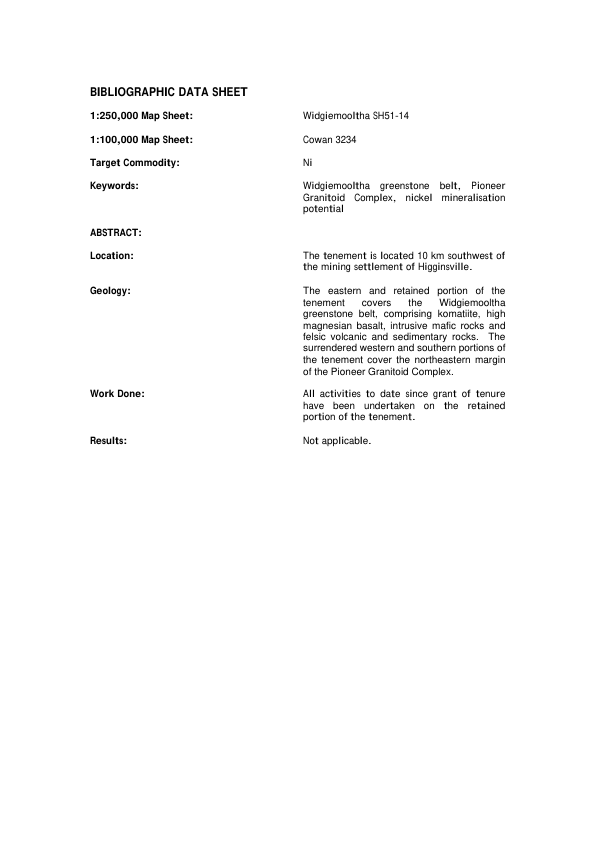 BIBLIOGRAPHIC DATA SHEET
1:250,000 Map Sheet: Widgiemooltha SH51-14
1:100,000 Map Sheet: Cowan 3234
Target Commodity: Ni
Keywords: Widgiemooltha greenstone belt, Pioneer
Granitoid Complex, nickel mineralisation
potential
ABSTRACT:
Location: The tenement is located 10 km southwest of
the mining settlement of Higginsville.
Geology: The eastern and retained portion of the
tenement covers the Widgiemooltha
greenstone belt, comprising komatiite, high
magnesian basalt, intrusive mafic rocks and
felsic volcanic and sedimentary rocks. The
surrendered western and southern portions of
the tenement cover the northeastern margin
of the Pioneer Granitoid Complex.
Work Done: All activities to date since grant of tenure
have been undertaken on the retained
portion of the tenement.
Results: Not applicable.